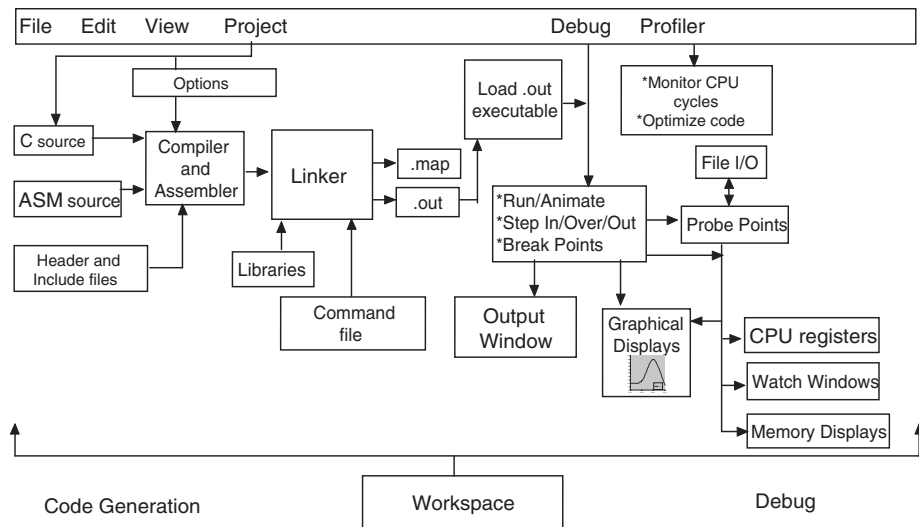 File Edit View Project Debug Profiler
Options
Load .out
executable
*Monitor CPU
cycles
*Optimize code
C source
Compiler
and
Assembler
Linker
.map
.out
File I/O
ASM source
*Run/Animate
*Step In/Over/Out
*Break Points
Probe Points
Header and
Include files
Libraries
Command
file
Output
Window
Graphical
Displays
CPU registers
Watch Windows
Memory Displays
Code Generation
Workspace
Debug